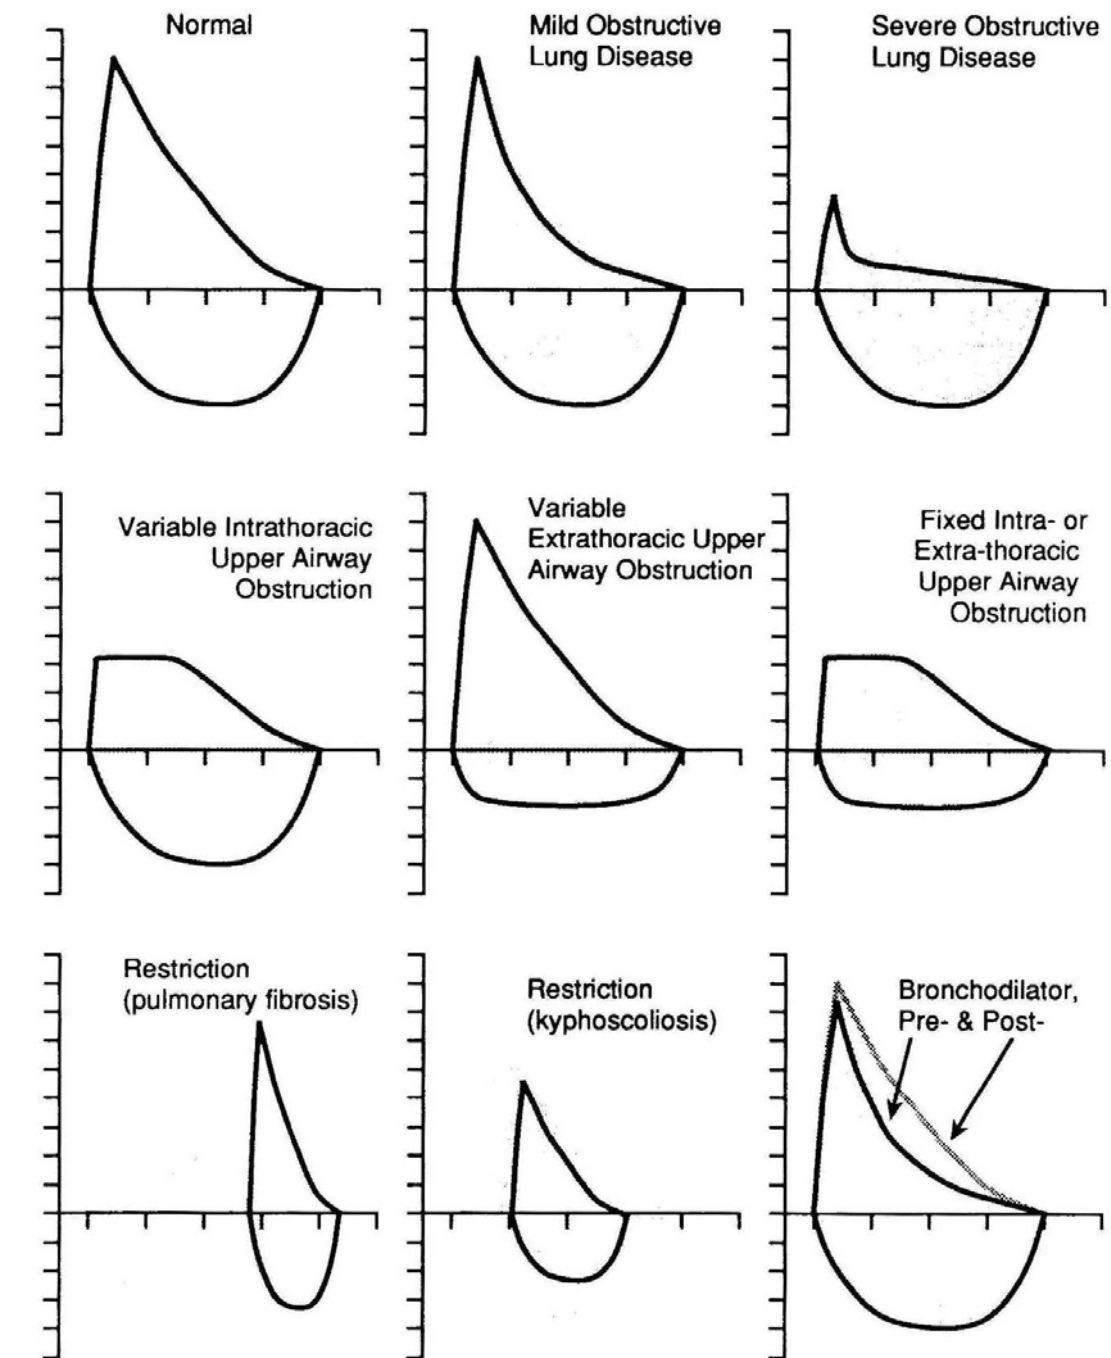 Normal
Mild Obstructive
Lung Disease
Severe Obstructive
Lung Disease
Variable Intrathoracic
Upper Airway
Obstruction
Variable
Extrathoracic Upper
Airway Obstruction
Fixed Intra- or
Extra-thoracic
Upper Airway
Obstruction
Restriction
(pulmonary fibrosis)
Restriction
(kyphoscoliosis)
Bronchodilator,
Pre- & Post-